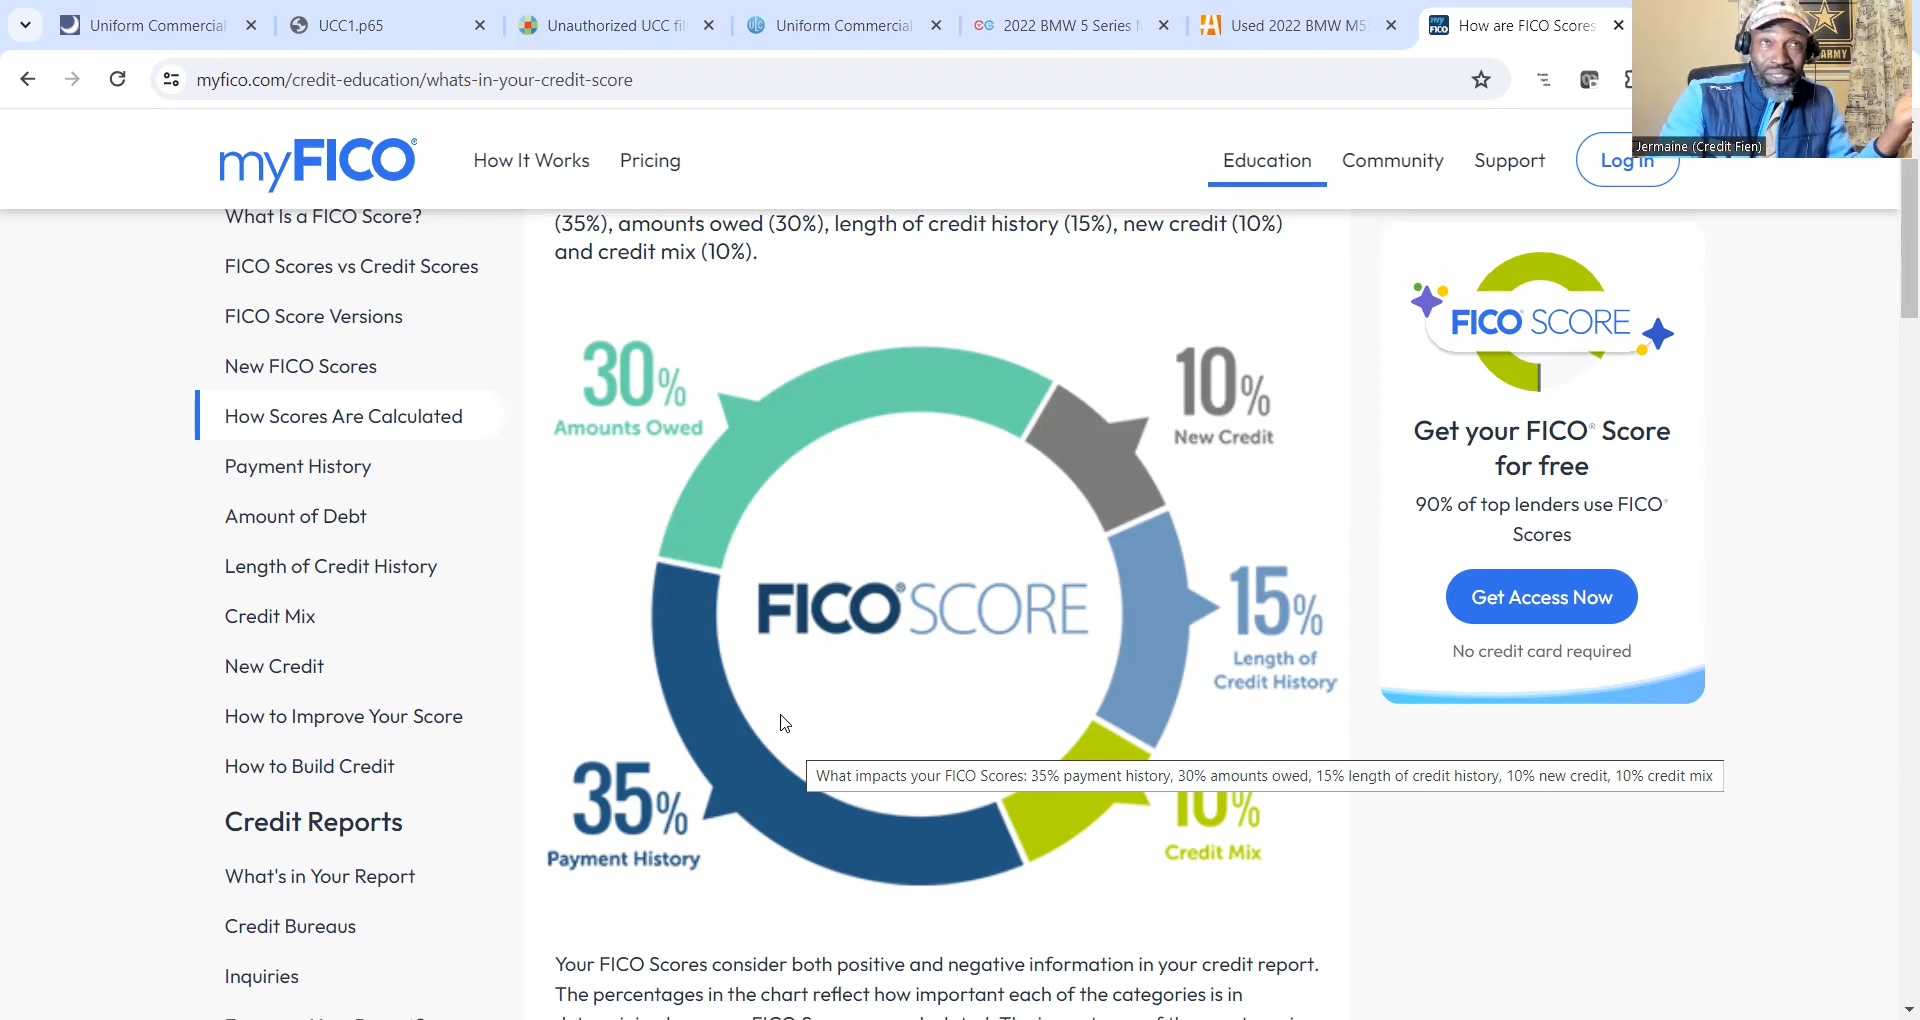 Uniform Commercial
UCC1.p65
Unauthorized UCC fil
Uniform Commercial
2022 BMW 5 Series
Used 2022 BMW M5:
How are FICO Scores
myfico.com/credit-education/whats-in-your-credit-score
ARMY
Jermaine (Credit Fien)
myFICO
How It Works
Pricing
Education
Community
Support
Log in
What Is a FICO Score?
FICO Scores vs Credit Scores
FICO Score Versions
New FICO Scores
How Scores Are Calculated
Payment History
Amount of Debt
Length of Credit History
Credit Mix
New Credit
How to Improve Your Score
How to Build Credit
Credit Reports
What's in Your Report
Credit Bureaus
Inquiries
(35%), amounts owed (30%), length of credit history (15%), new credit (10%)
and credit mix (10%).
30%
Amounts Owed
10%
New Credit
FICO® SCORE
15%
Length of
Credit History
35%
Payment History
What impacts your FICO Scores: 35% payment history, 30% amounts owed, 15% length of credit history, 10% new credit, 10% credit mix
10%
Credit Mix
Your FICO Scores consider both positive and negative information in your credit report.
The percentages in the chart reflect how important each of the categories is in
FICO SCORE
Get your FICO® Score
for free
90% of top lenders use FICO®
Scores
Get Access Now
No credit card required